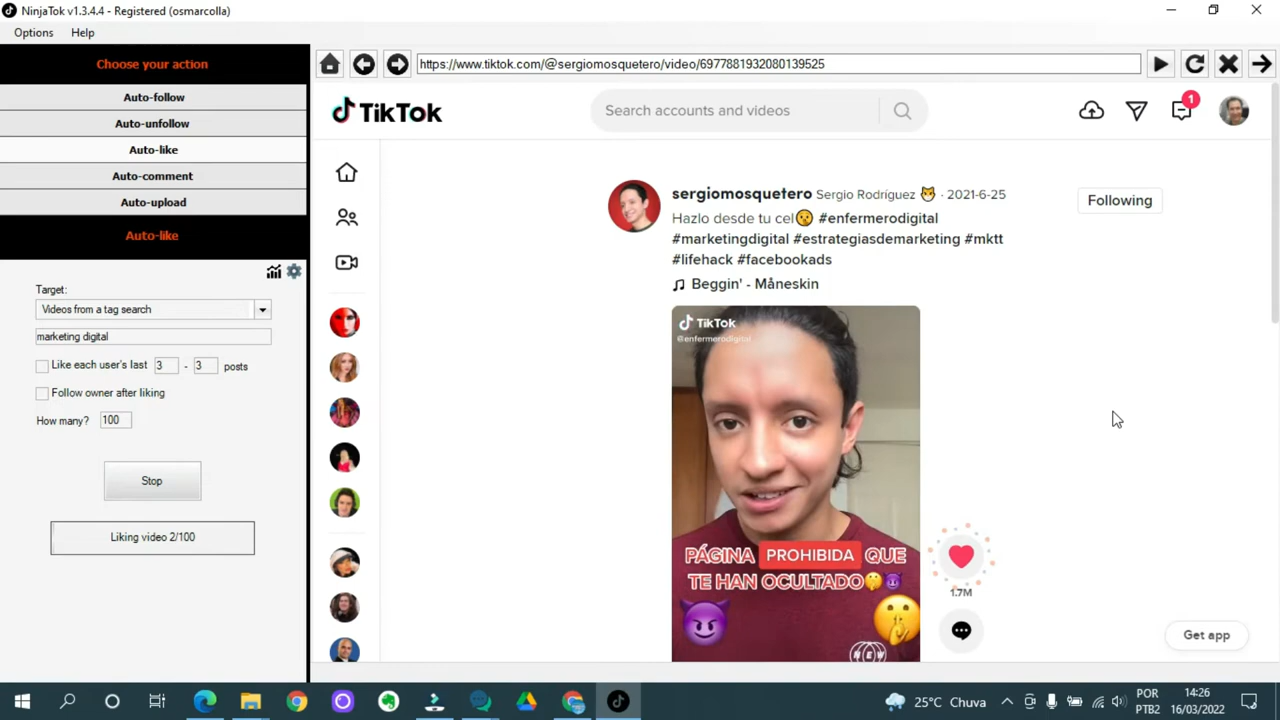 NinjaTok v1.3.4.4 - Registered (osmarcolla)
Options Help
Choose your action
Auto-follow
Auto-unfollow
Auto-like
Auto-comment
Auto-upload
Auto-like
Target:
Videos from a tag search
marketing digital
Like each user's last 3 - 3 posts
Follow owner after liking
How many? 100
Stop
Liking video 2/100
https://www.tiktok.com/@sergiomosquetero/video/6977881932080139525
TikTok
Search accounts and videos
1
sergiomosquetero Sergio Rodríguez 🐯 · 2021-6-25
Following
Hazlo desde tu cel🤫 #enfermerodigital
#marketingdigital #estrategiasdemarketing #mktt
#lifehack #facebookads
Beggin' - Måneskin
TikTok
@enfermerodigital
PÁGINA PROHIBIDA QUE
TE HAN OCULTADO🤫😈
NEW
1.7M
Get app
25°C Chuva
POR
PTB2
14:26
16/03/2022